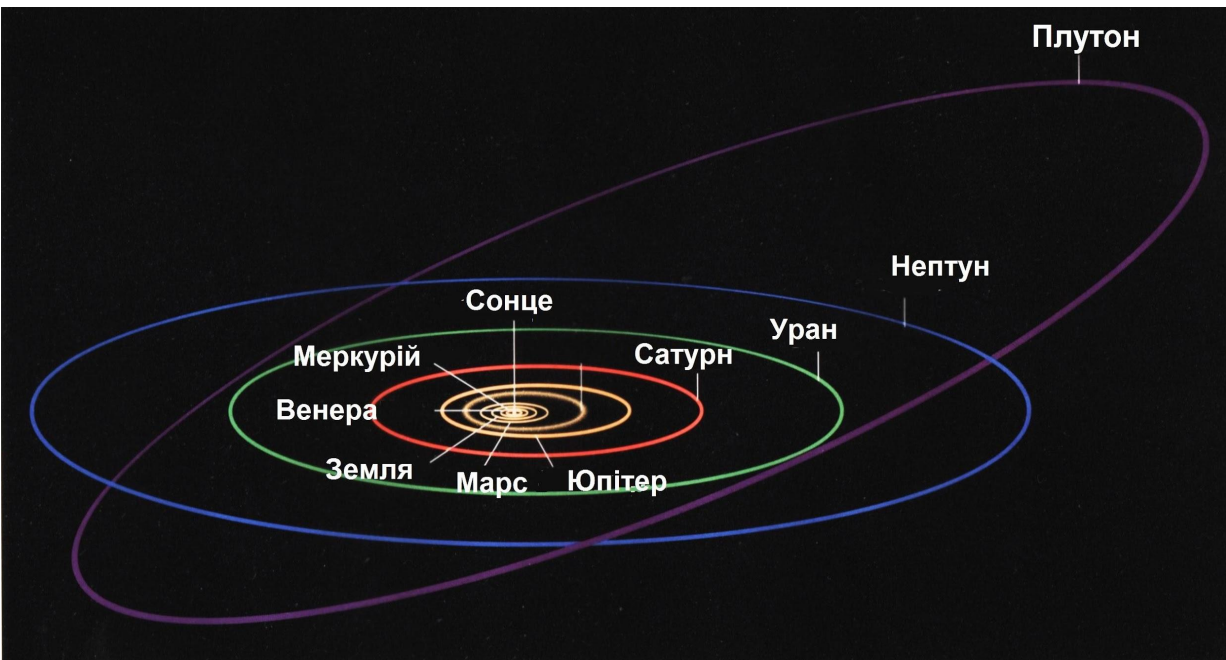 Плутон
Нептун
Сонце
Уран
Меркурій
Сатурн
Венера
Земля
Марс
Юпітер